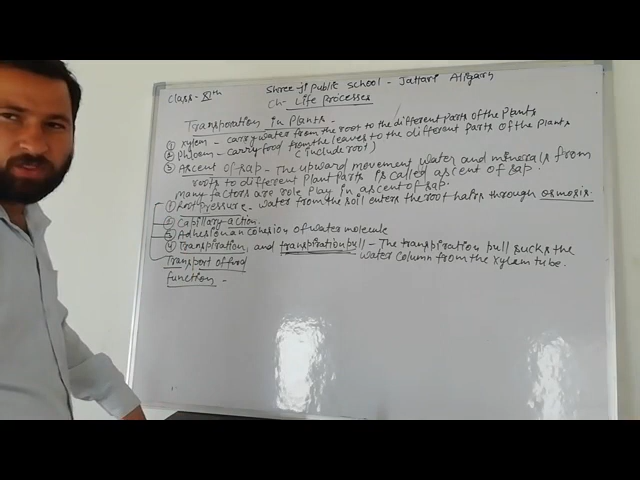 Shree-ji Public School - Jattari Aligarh
Class - XIth
Ch- Life Processes
Transporation in Plants -
① Xylem - carry water from the root to the different parts of the Plants
② Phloem - carry food from the leaves to the different parts of the Plants
(include root)
③ Ascent of sap - The upward movement water and minerals from
roots to different Plant parts is called ascent of sap.
many factors are role play in ascent of sap.
① Root Pressure - water from the soil enters the root hairs through osmosis.
② Capillary action.
③ Adhesion an cohesion of water molecule
④ Transpiration, and transpiration pull - The transpiration pull sucks the
water column from the xylem tube.
Transport of food
function -